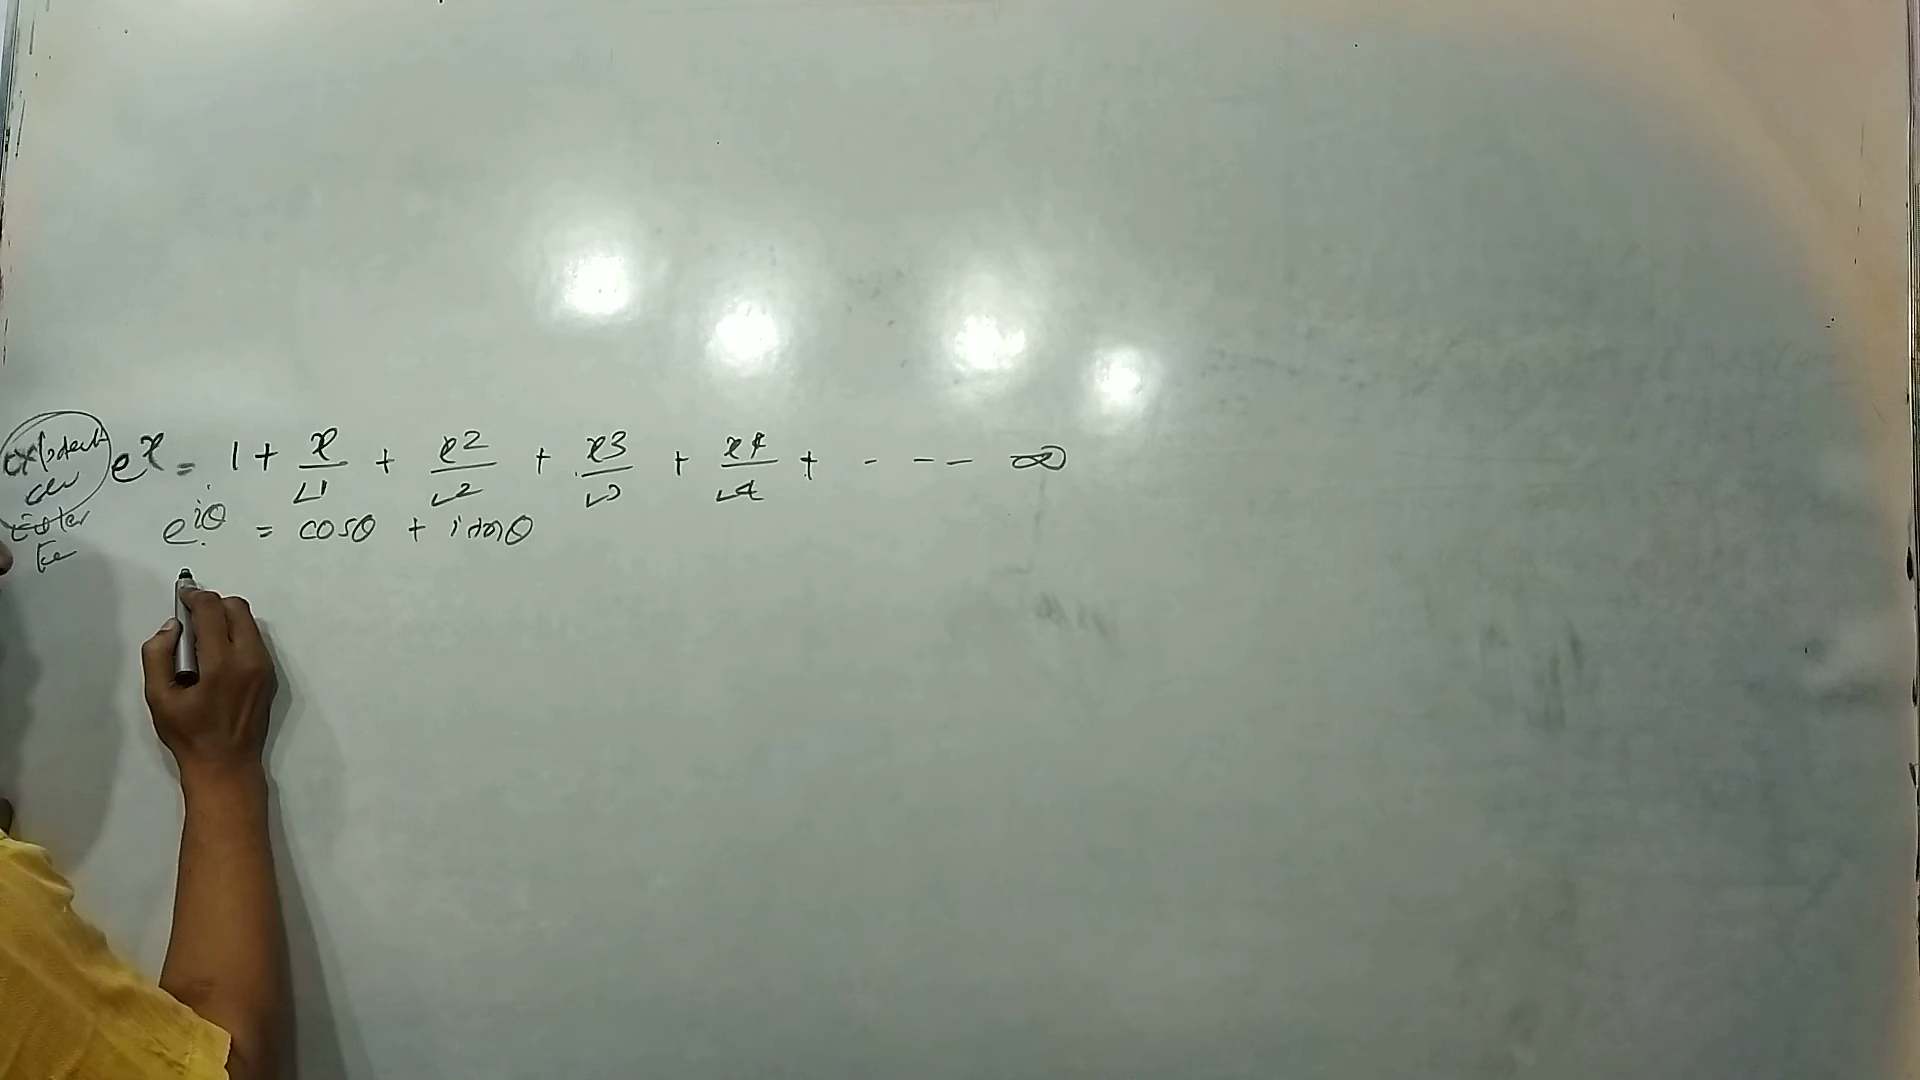 e^x = 1 + x/∟1 + x2/∟2 + x3/∟3 + x4/∟4 + - - - - ∞
e^iθ = cosθ + i sinθ